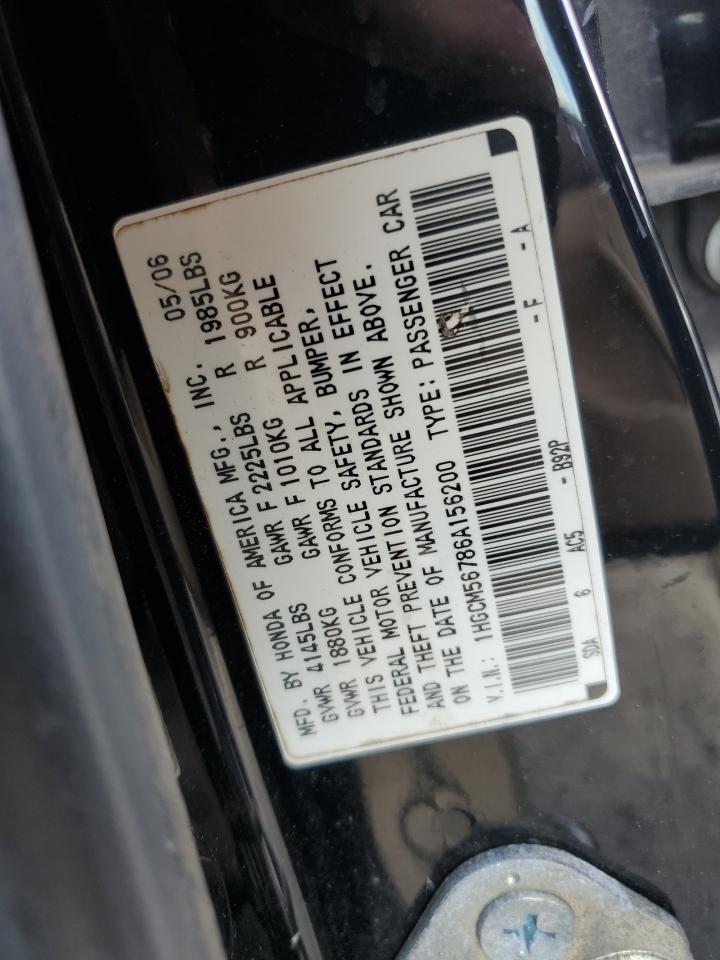 MFD. BY HONDA OF AMERICA MFG., INC. 05/06
GVWR 4145LBS GAWR F 2225LBS R 1985LBS
GVWR 1880KG GAWR F 1010KG R 900KG
THIS VEHICLE CONFORMS TO ALL APPLICABLE
FEDERAL MOTOR VEHICLE SAFETY, BUMPER,
AND THEFT PREVENTION STANDARDS IN EFFECT
ON THE DATE OF MANUFACTURE SHOWN ABOVE.
V.I.N.: 1HGCM56786A156200 TYPE: PASSENGER CAR
SDA 6 AC5 - B92P - F - A